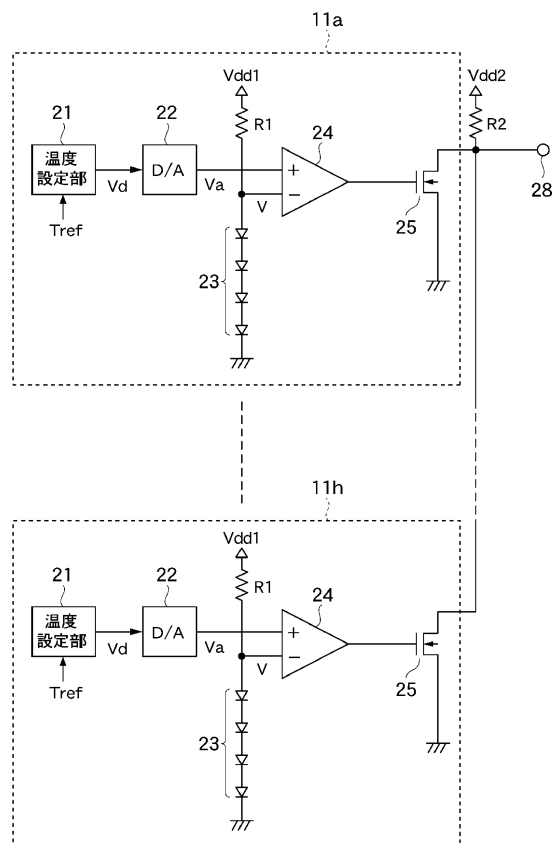 11a
Vdd1
Vdd2
21
22
R1
24
R2
温度
設定部
D/A
Vd
Va
+
−
V
Tref
25
28
23
11h
Vdd1
21
22
R1
24
温度
設定部
D/A
Vd
Va
+
−
V
Tref
25
23